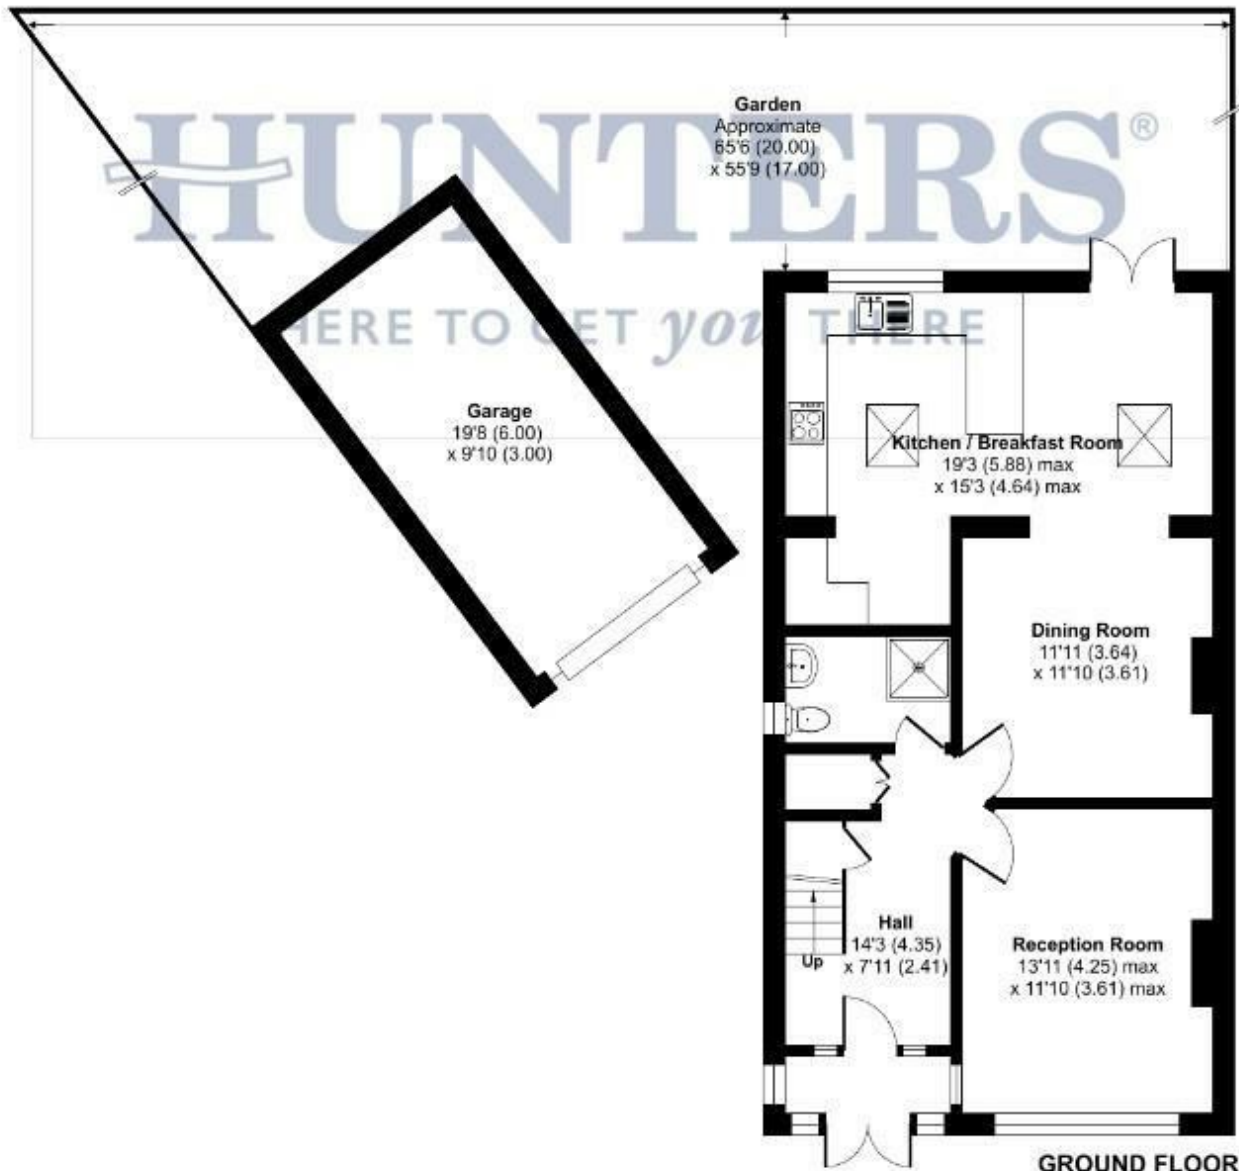 Garden
Approximate
65'6 (20.00)
x 55'9 (17.00)
HUNTERS®
HERE TO GET you THERE
Garage
19'8 (6.00)
x 9'10 (3.00)
Kitchen / Breakfast Room
19'3 (5.88) max
x 15'3 (4.64) max
Dining Room
11'11 (3.64)
x 11'10 (3.61)
Hall
14'3 (4.35)
x 7'11 (2.41)
Up
Reception Room
13'11 (4.25) max
x 11'10 (3.61) max
GROUND FLOOR